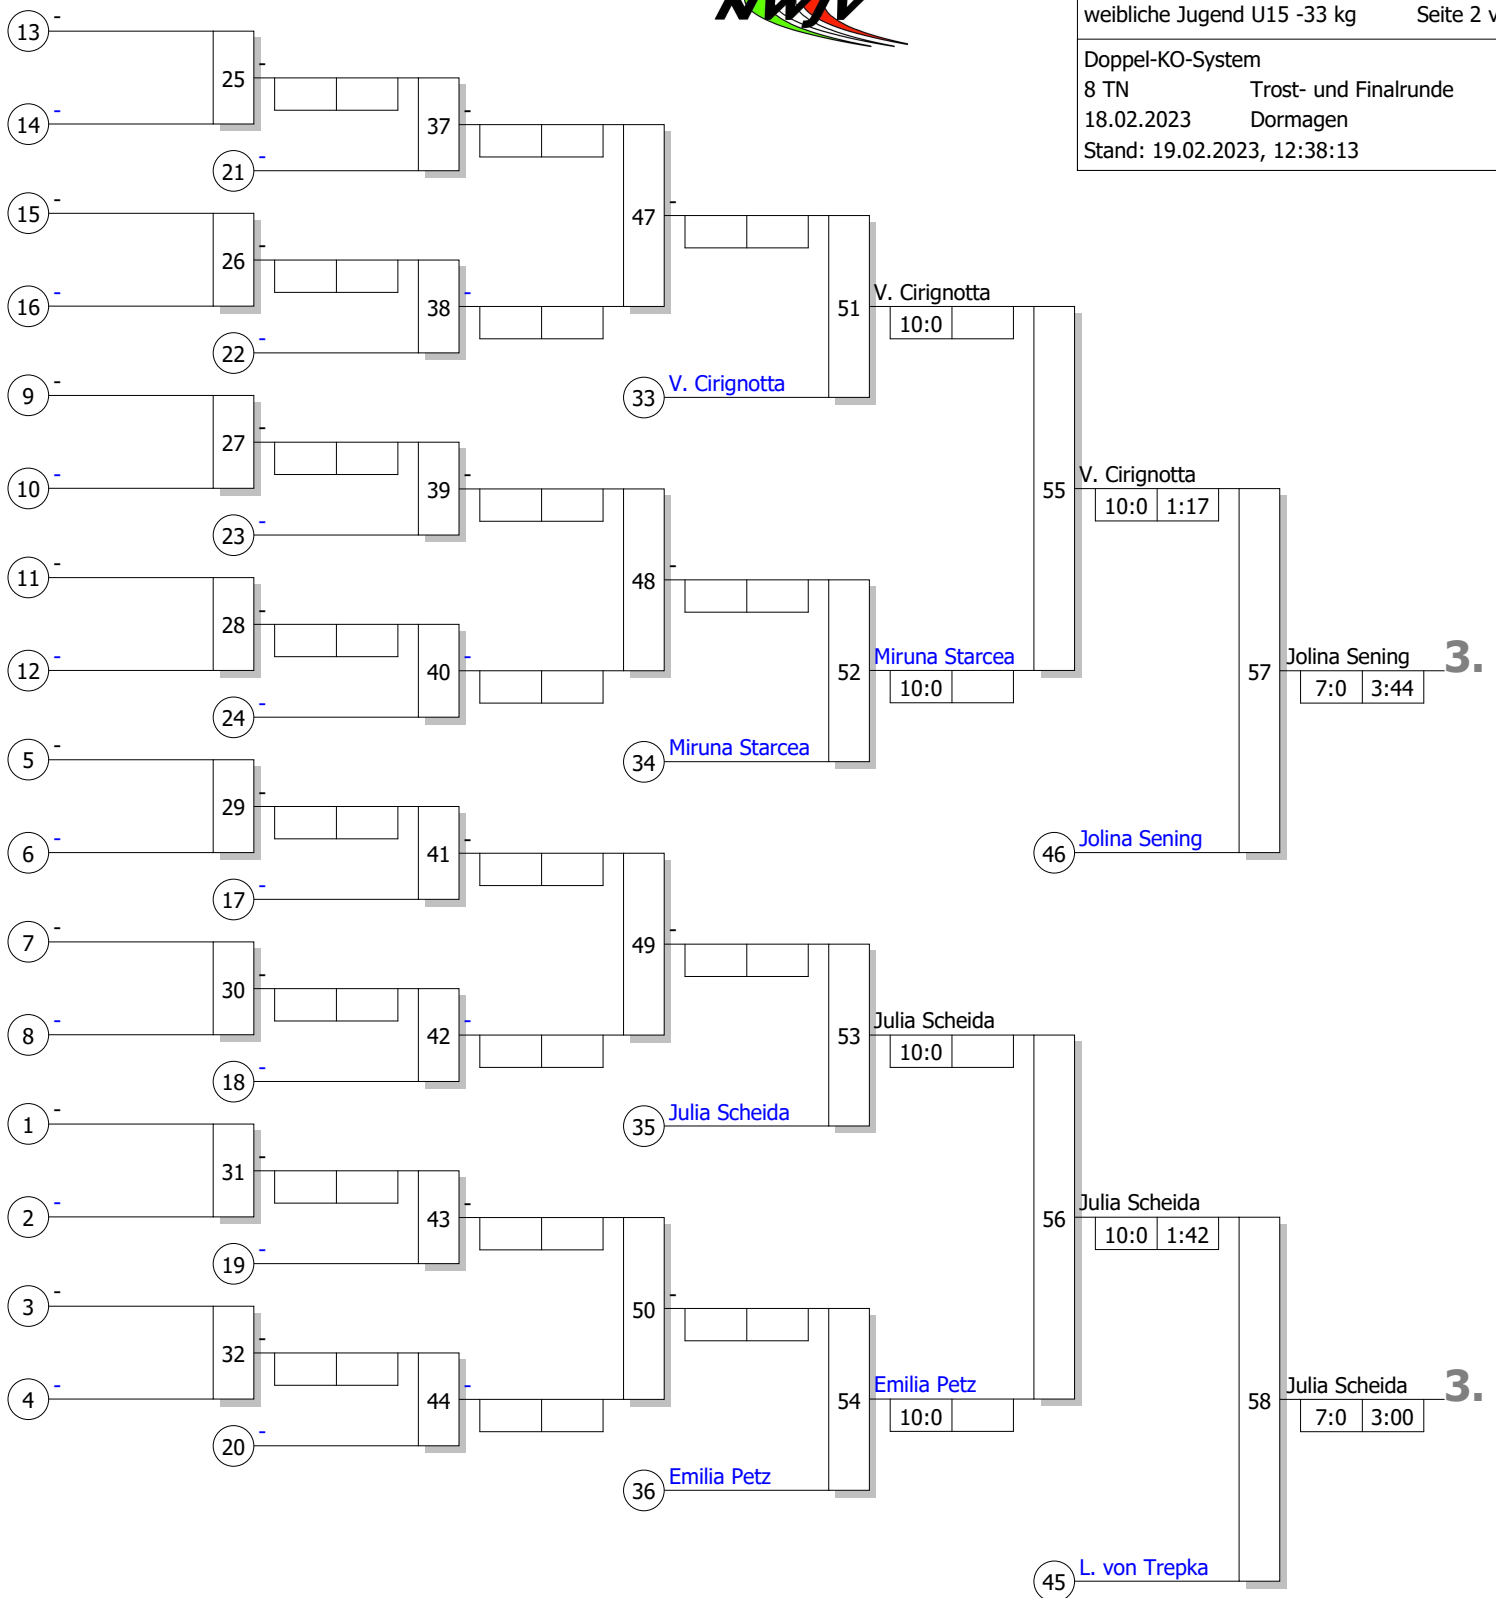 NWJV
weibliche Jugend U15 -33 kg Seite 2 v
Doppel-KO-System
8 TN Trost- und Finalrunde
18.02.2023 Dormagen
Stand: 19.02.2023, 12:38:13
13 -
25 -
14 -
37 -
21 -
15 -
47 -
26 -
16 -
38 -
22 -
51 V. Cirignotta
10:0
33 V. Cirignotta
9 -
27 -
10 -
39 -
23 -
55 V. Cirignotta
10:0 1:17
11 -
48 -
28 -
12 -
40 -
24 -
52 Miruna Starcea
10:0
34 Miruna Starcea
57 Jolina Sening 3.
7:0 3:44
5 -
29 -
6 -
41 -
17 -
46 Jolina Sening
7 -
49 -
30 -
8 -
42 -
18 -
53 Julia Scheida
10:0
35 Julia Scheida
1 -
31 -
2 -
43 -
19 -
56 Julia Scheida
10:0 1:42
3 -
50 -
32 -
4 -
44 -
20 -
54 Emilia Petz
10:0
36 Emilia Petz
58 Julia Scheida 3.
7:0 3:00
45 L. von Trepka